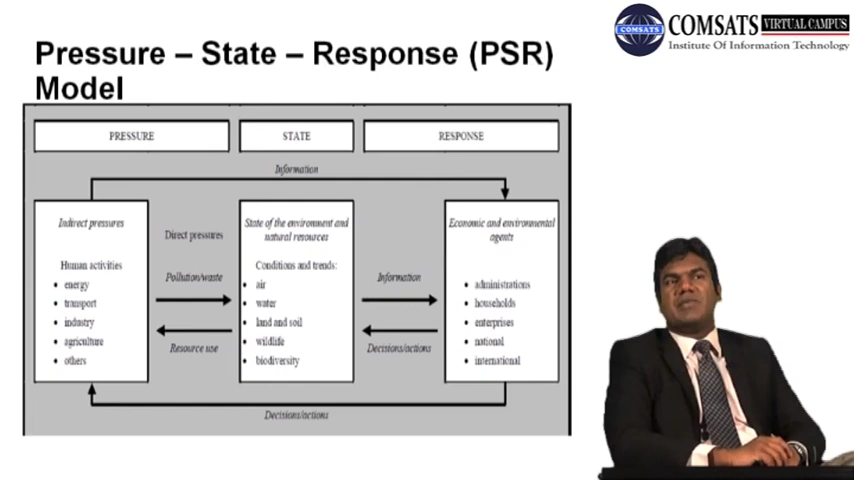 COMSATS VIRTUAL CAMPUS
COMSATS
Institute Of Information Technology
Pressure – State – Response (PSR)
Model
PRESSURE
STATE
RESPONSE
Information
Indirect pressures
Human activities
• energy
• transport
• industry
• agriculture
• others
Direct pressures
Pollution/waste
Resource use
State of the environment and
natural resources
Conditions and trends:
• air
• water
• land and soil
• wildlife
• biodiversity
Information
Decisions/actions
Economic and environmental
agents
• administrations
• households
• enterprises
• national
• international
Decisions/actions